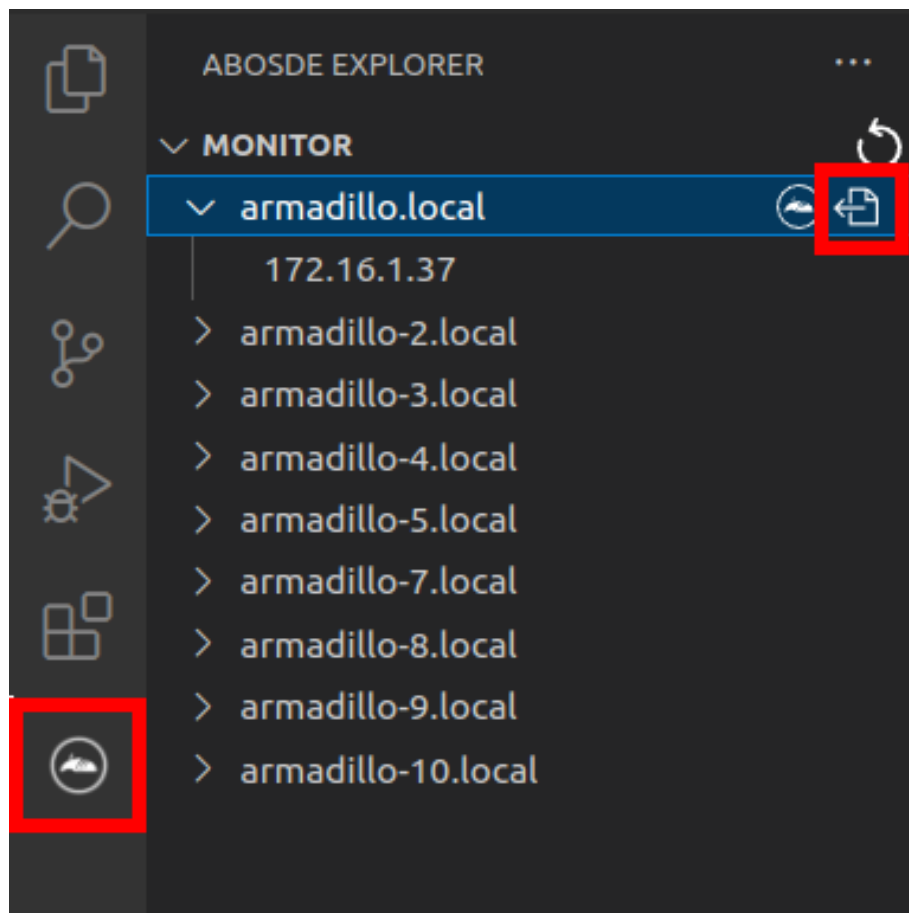 ABOSDE EXPLORER
MONITOR
armadillo.local
172.16.1.37
armadillo-2.local
armadillo-3.local
armadillo-4.local
armadillo-5.local
armadillo-7.local
armadillo-8.local
armadillo-9.local
armadillo-10.local